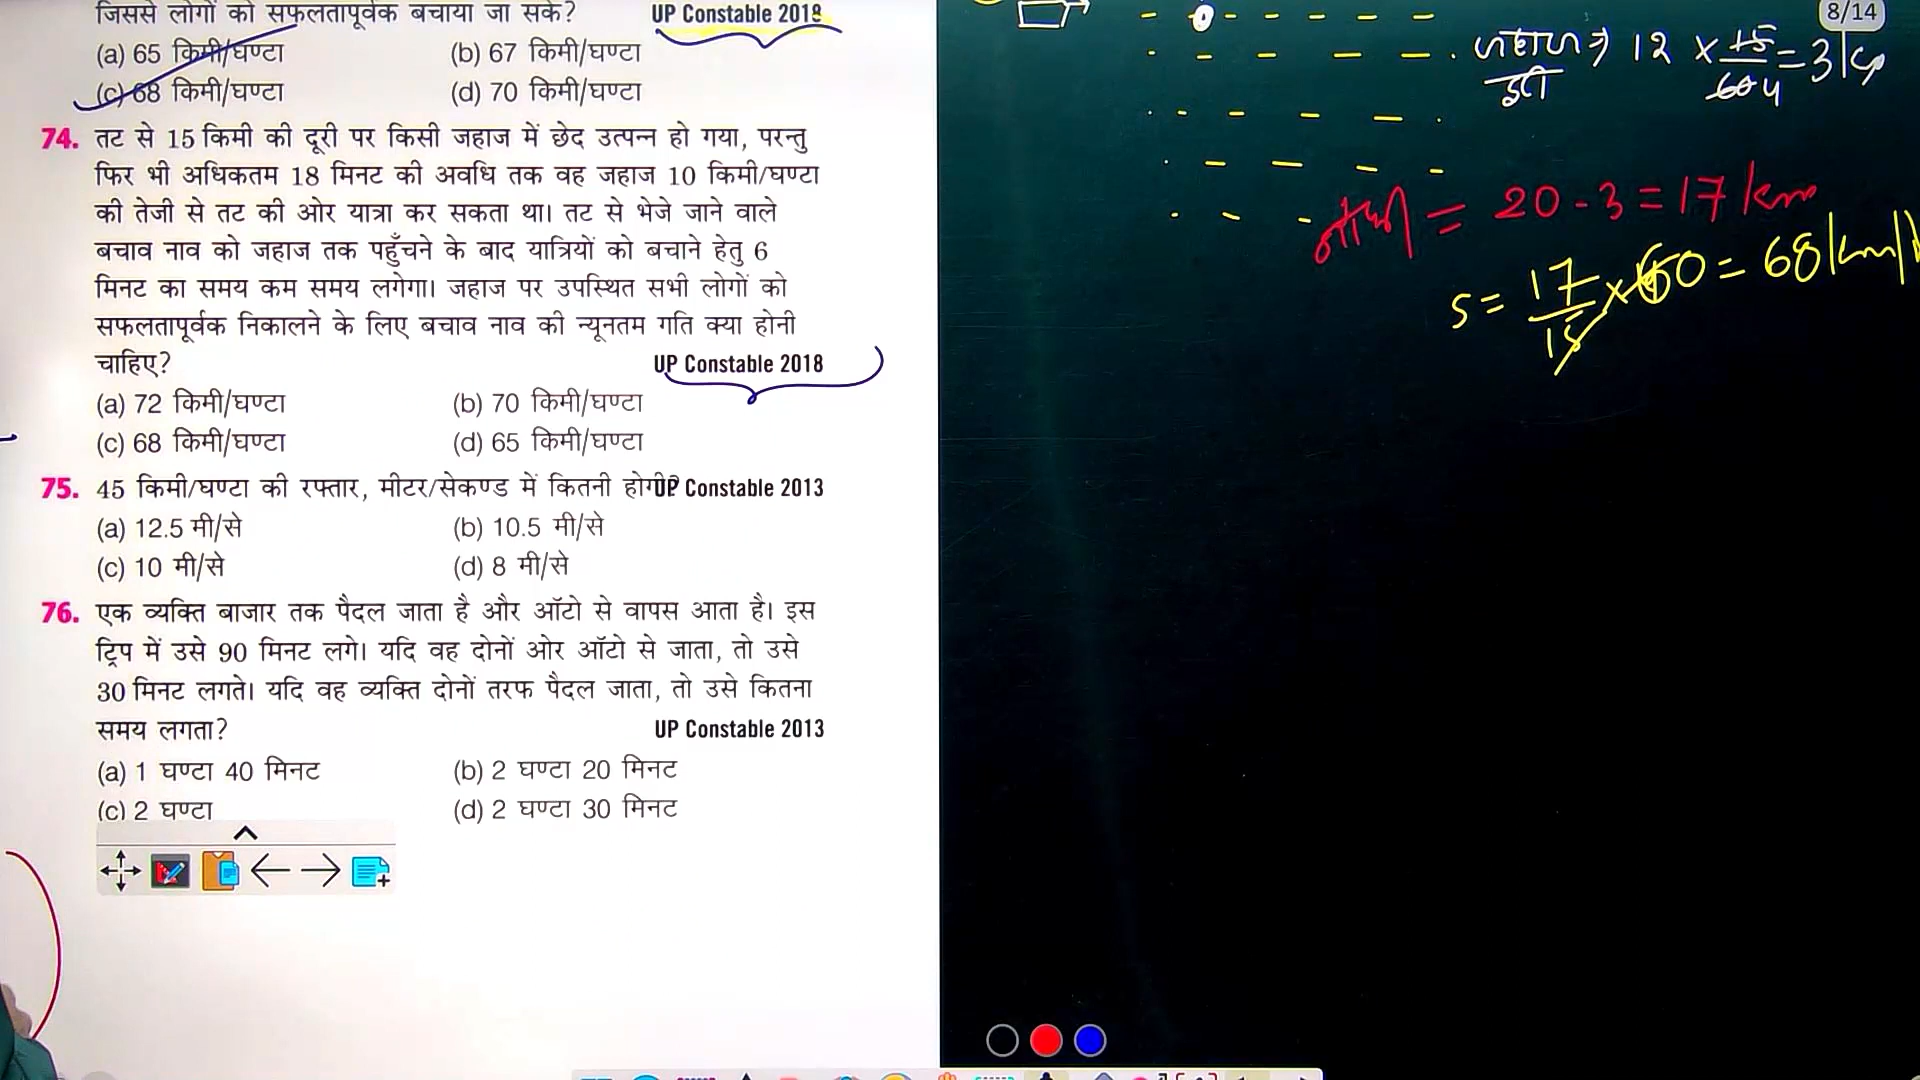 जिससे लोगों को सफलतापूर्वक बचाया जा सके? UP Constable 2018
(a) 65 किमी/घण्टा (b) 67 किमी/घण्टा
(c) 68 किमी/घण्टा (d) 70 किमी/घण्टा
74. तट से 15 किमी की दूरी पर किसी जहाज में छेद उत्पन्न हो गया, परन्तु
फिर भी अधिकतम 18 मिनट की अवधि तक वह जहाज 10 किमी/घण्टा
की तेजी से तट की ओर यात्रा कर सकता था। तट से भेजे जाने वाले
बचाव नाव को जहाज तक पहुँचने के बाद यात्रियों को बचाने हेतु 6
मिनट का समय कम समय लगेगा। जहाज पर उपस्थित सभी लोगों को
सफलतापूर्वक निकालने के लिए बचाव नाव की न्यूनतम गति क्या होनी
चाहिए? UP Constable 2018
(a) 72 किमी/घण्टा (b) 70 किमी/घण्टा
(c) 68 किमी/घण्टा (d) 65 किमी/घण्टा
75. 45 किमी/घण्टा की रफ्तार, मीटर/सेकण्ड में कितनी होगी? UP Constable 2013
(a) 12.5 मी/से (b) 10.5 मी/से
(c) 10 मी/से (d) 8 मी/से
76. एक व्यक्ति बाजार तक पैदल जाता है और ऑटो से वापस आता है। इस
ट्रिप में उसे 90 मिनट लगे। यदि वह दोनों ओर ऑटो से जाता, तो उसे
30 मिनट लगते। यदि वह व्यक्ति दोनों तरफ पैदल जाता, तो उसे कितना
समय लगता? UP Constable 2013
(a) 1 घण्टा 40 मिनट (b) 2 घण्टा 20 मिनट
(c) 2 घण्टा (d) 2 घण्टा 30 मिनट
8/14
जहाज ⇒ 12 × 15/60 4 = 3
= 20 - 3 = 17 km
S = 17/15 × 60 = 68 km/h